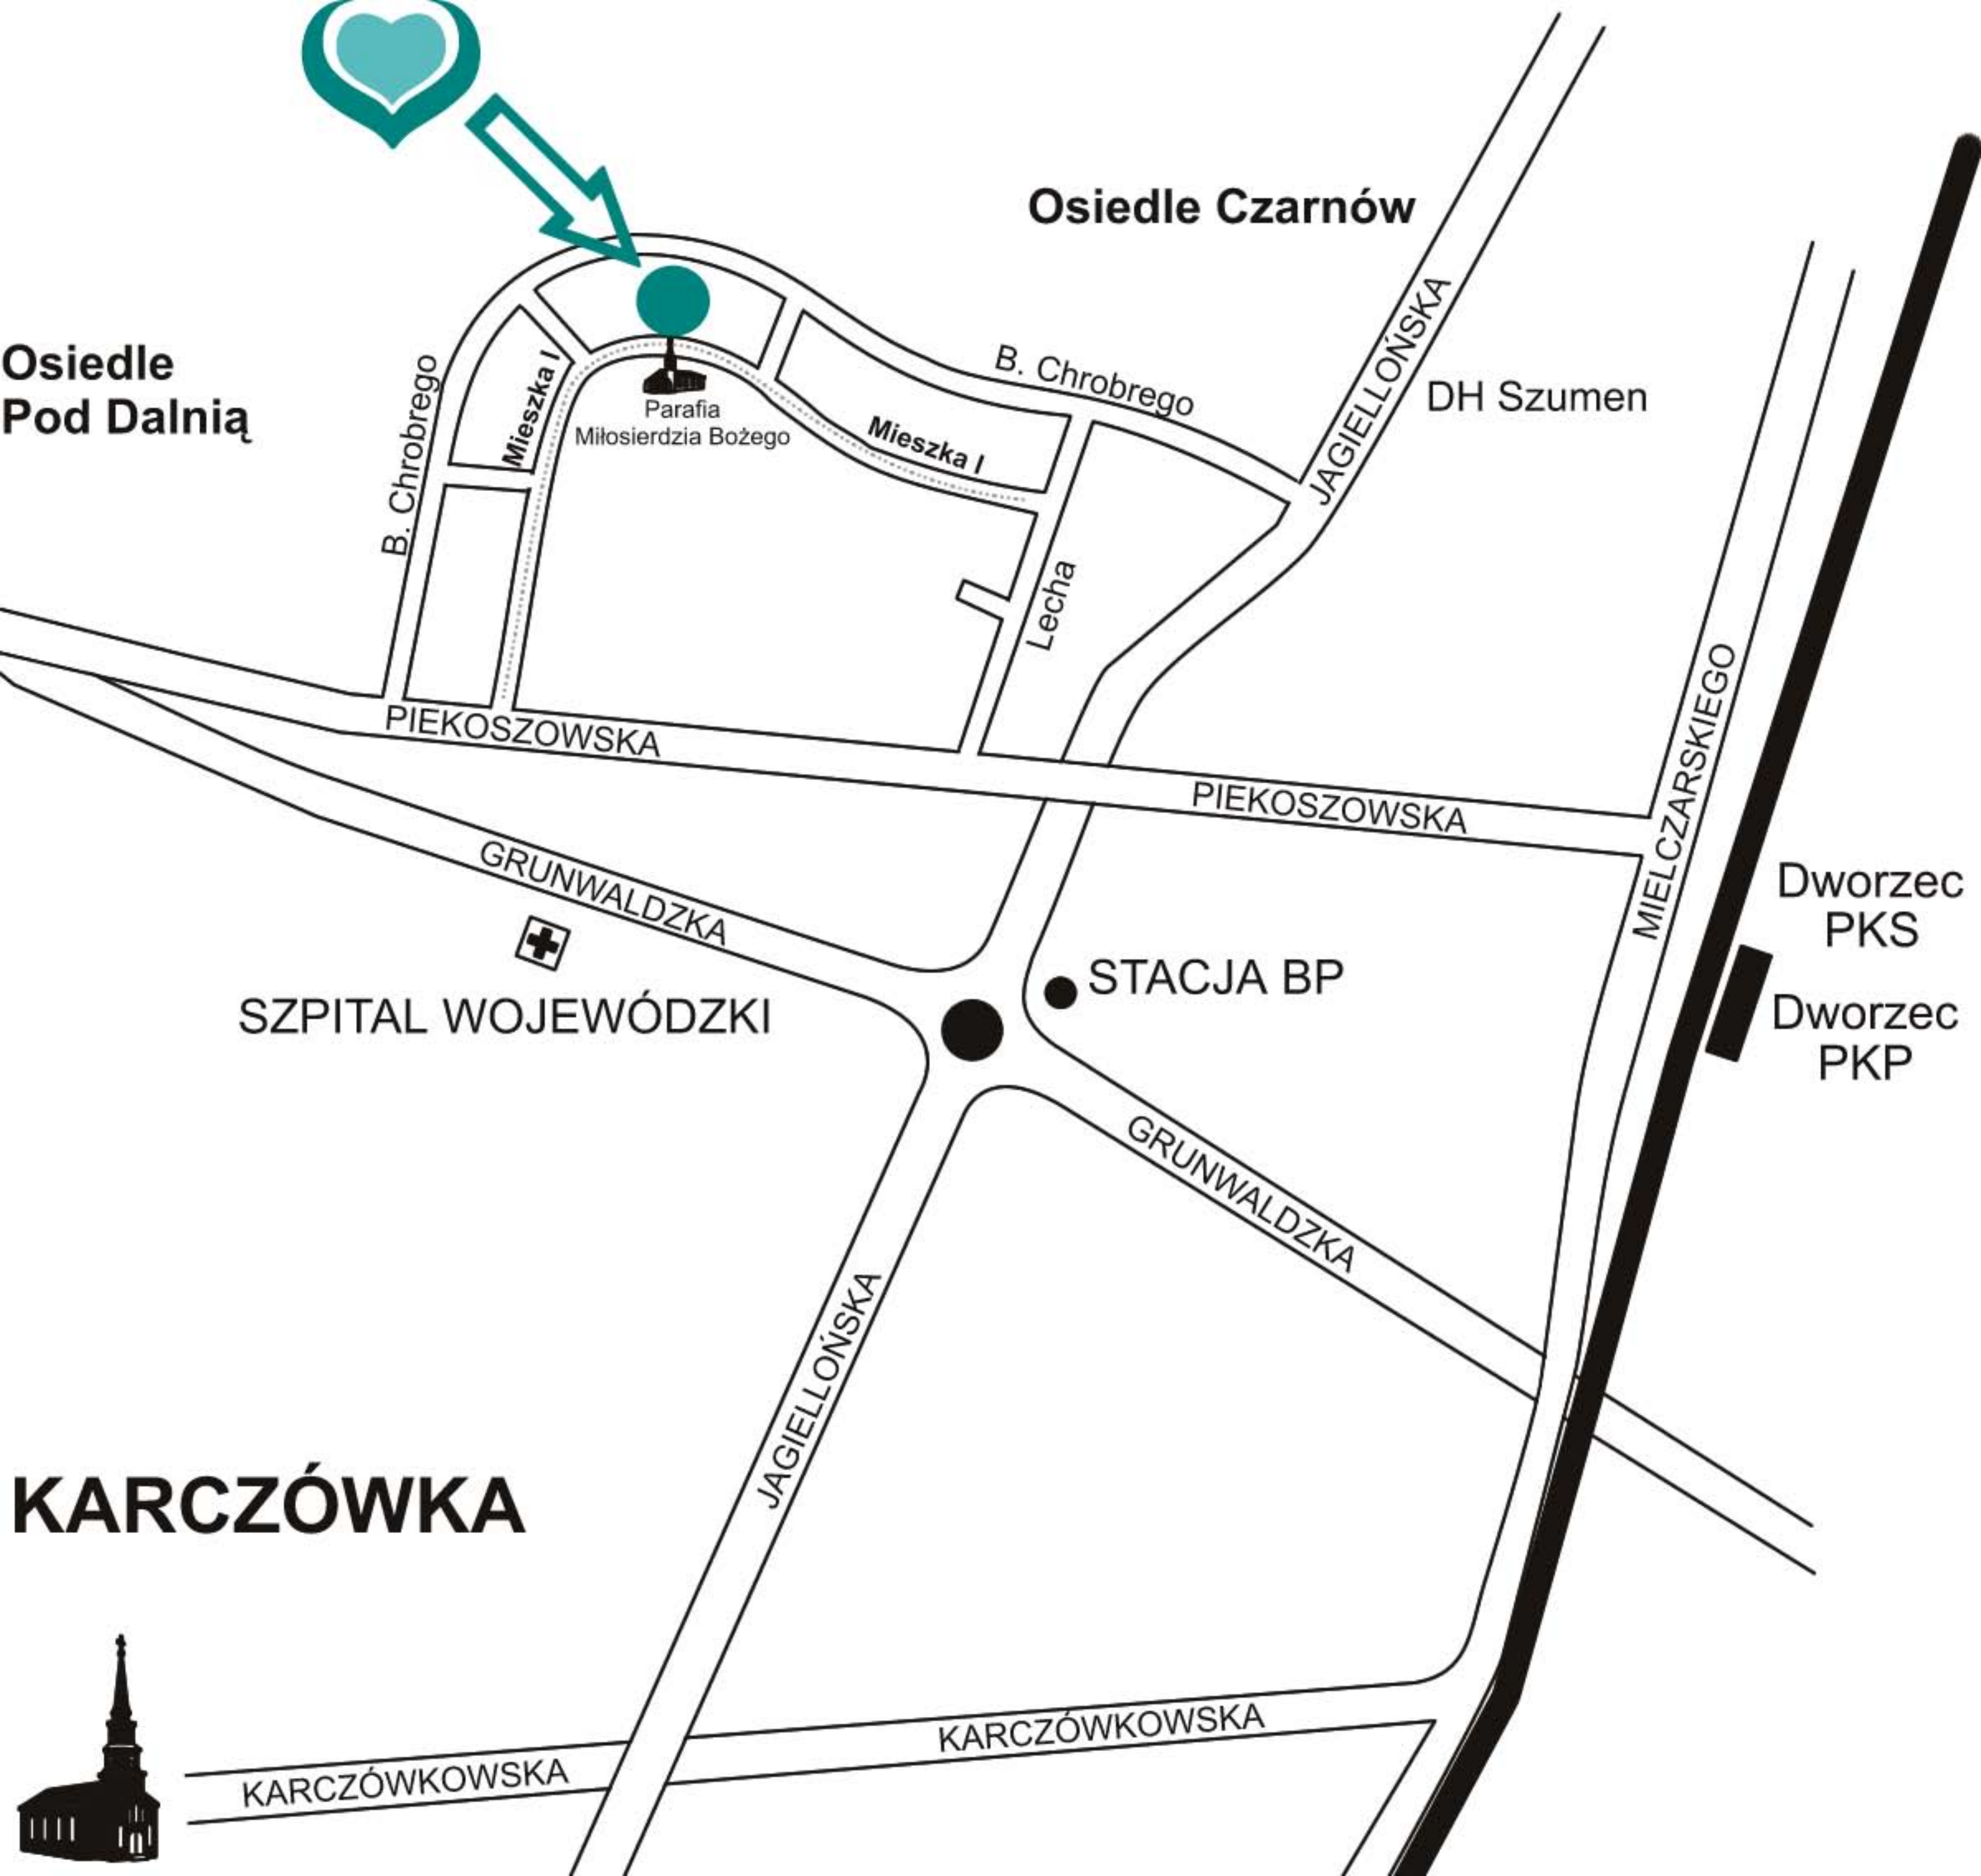 Osiedle Czarnów
JAGIELLOŃSKA
DH Szumen
B. Chrobrego
Osiedle
Pod Dalnią
B. Chrobrego
Mieszka I
Parafia
Miłosierdzia Bożego
Mieszka I
Lecha
PIEKOSZOWSKA
PIEKOSZOWSKA
MIELCZARSKIEGO
GRUNWALDZKA
Dworzec
PKS
STACJA BP
SZPITAL WOJEWÓDZKI
Dworzec
PKP
GRUNWALDZKA
JAGIELLOŃSKA
KARCZÓWKA
KARCZÓWKOWSKA
KARCZÓWKOWSKA